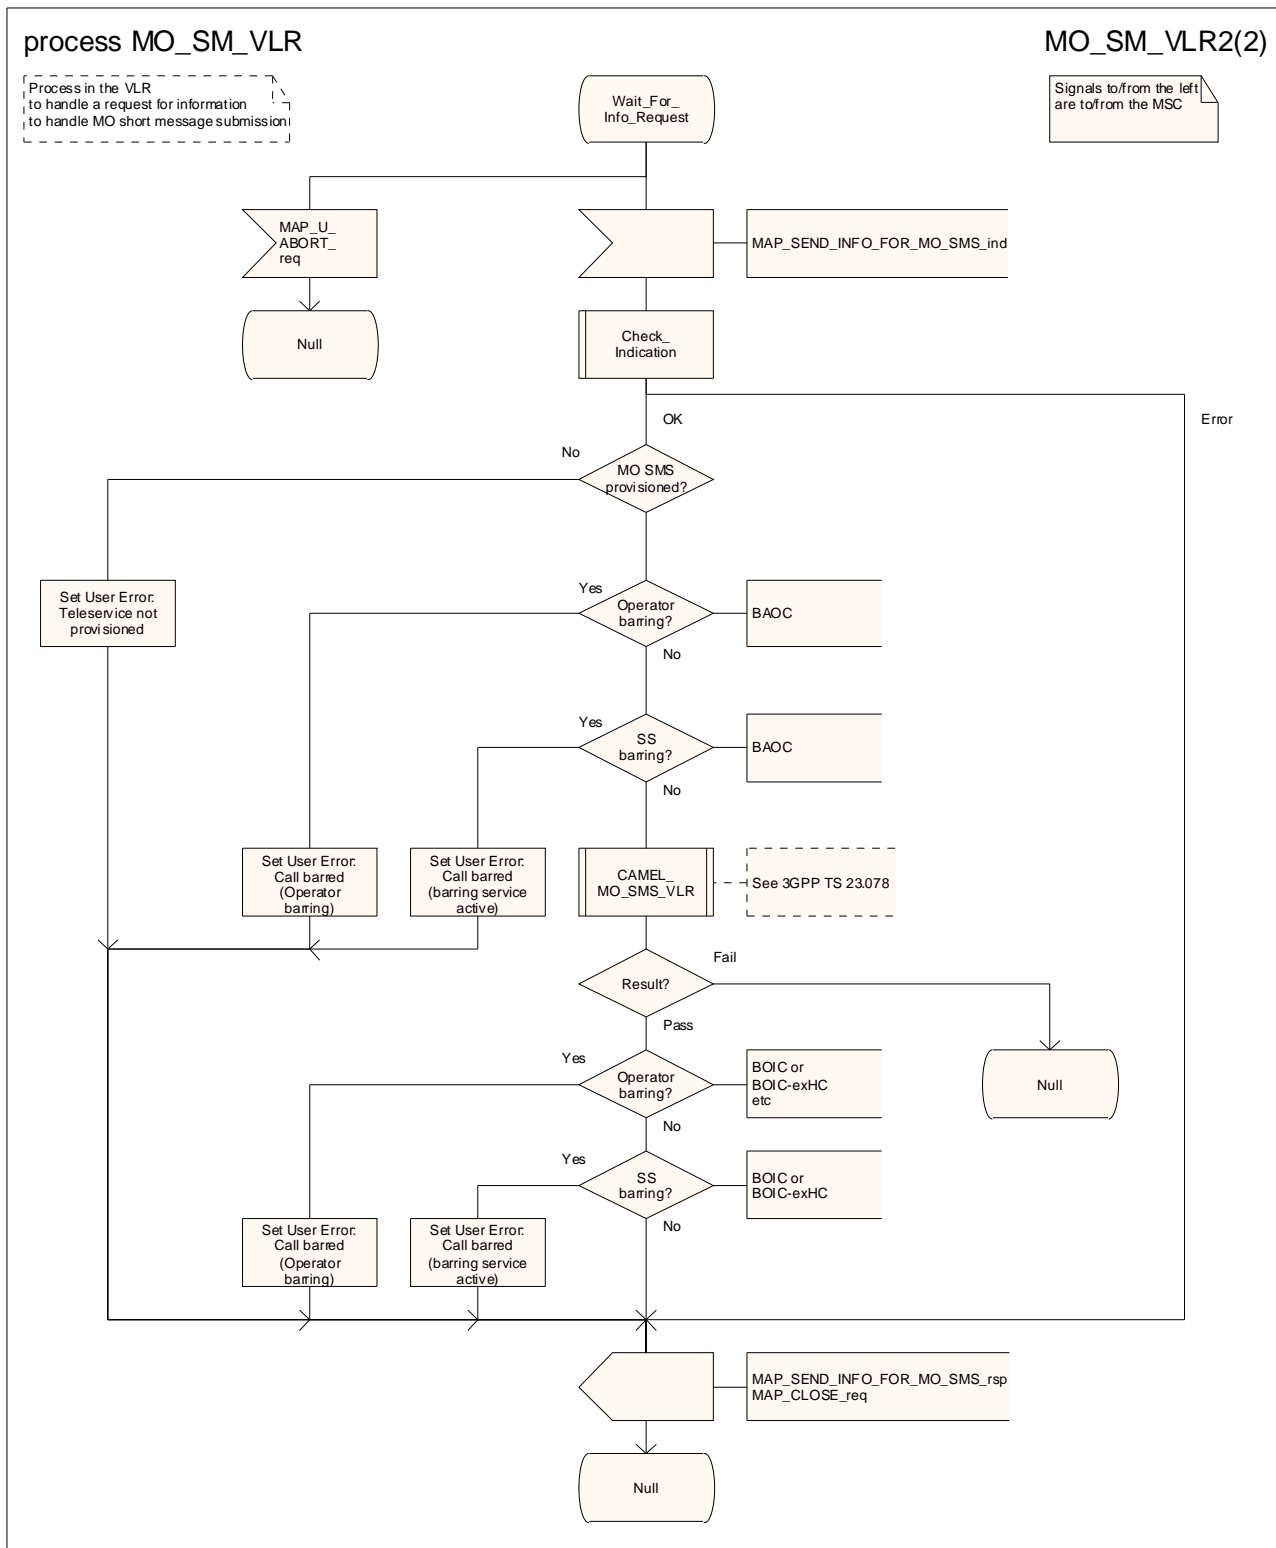 process MO_SM_VLR
MO_SM_VLR2(2)
Process in the VLR
to handle a request for information
to handle MO short message submission
Wait_For_
Info_Request
Signals to/from the left
are to/from the MSC
MAP_U_
ABORT_
req
MAP_SEND_INFO_FOR_MO_SMS_ind
Null
Check_
Indication
OK
Error
No
MO SMS
provisioned?
Set User Error:
Teleservice not
provisioned
Yes
Operator
barring?
BAOC
No
Yes
SS
barring?
BAOC
No
Set User Error:
Call barred
(Operator
barring)
Set User Error:
Call barred
(barring service
active)
CAMEL_
MO_SMS_VLR
See 3GPP TS 23.078
Result?
Fail
Pass
Yes
Operator
barring?
BOIC or
BOIC-exHC
etc
Null
No
Yes
SS
barring?
BOIC or
BOIC-exHC
No
Set User Error:
Call barred
(Operator
barring)
Set User Error:
Call barred
(barring service
active)
MAP_SEND_INFO_FOR_MO_SMS_rsp
MAP_CLOSE_req
Null